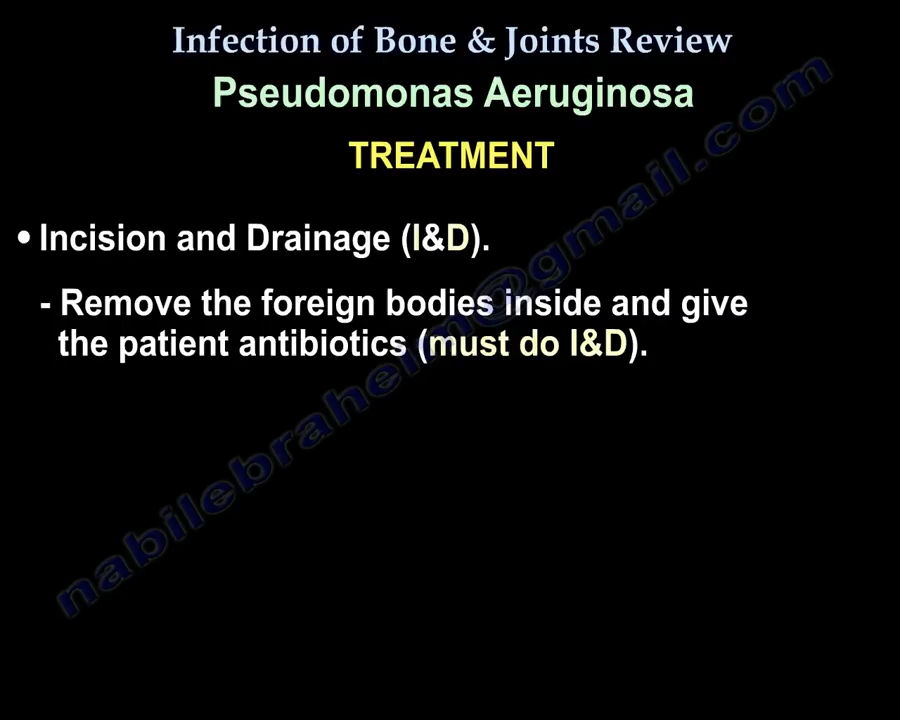 Infection of Bone & Joints Review
Pseudomonas Aeruginosa
TREATMENT
• Incision and Drainage (I&D).
- Remove the foreign bodies inside and give
the patient antibiotics (must do I&D).
nabilebrahelm@gmail.com